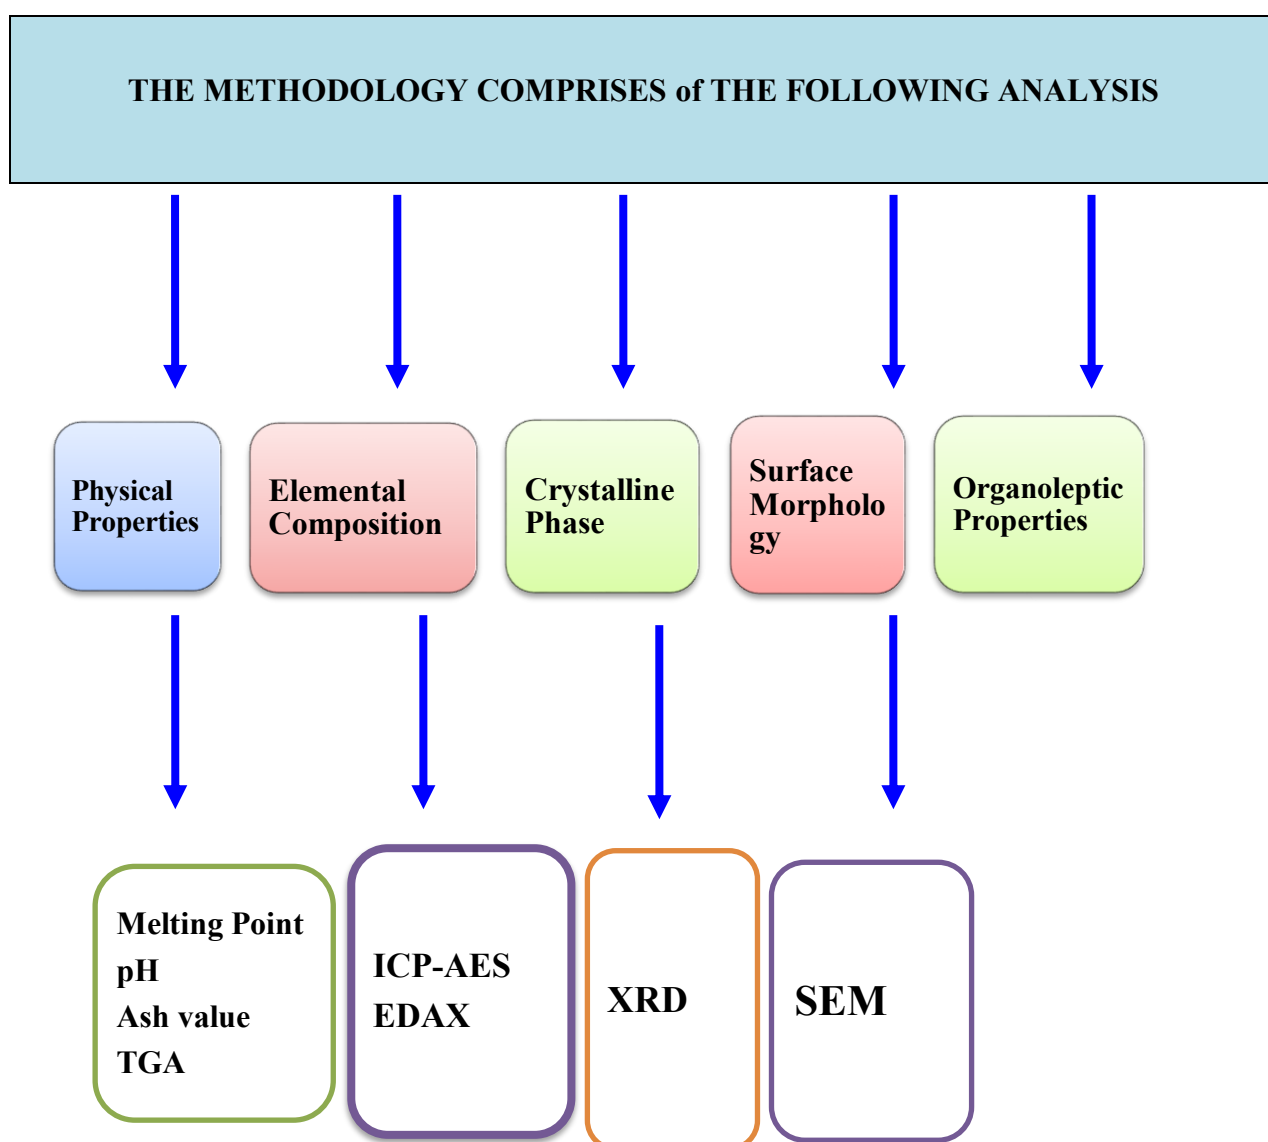 THE METHODOLOGY COMPRISES of THE FOLLOWING ANALYSIS
Physical
Properties
Elemental
Composition
Crystalline
Phase
Surface
Morpholo
gy
Organoleptic
Properties
Melting Point
pH
Ash value
TGA
ICP-AES
EDAX
XRD
SEM